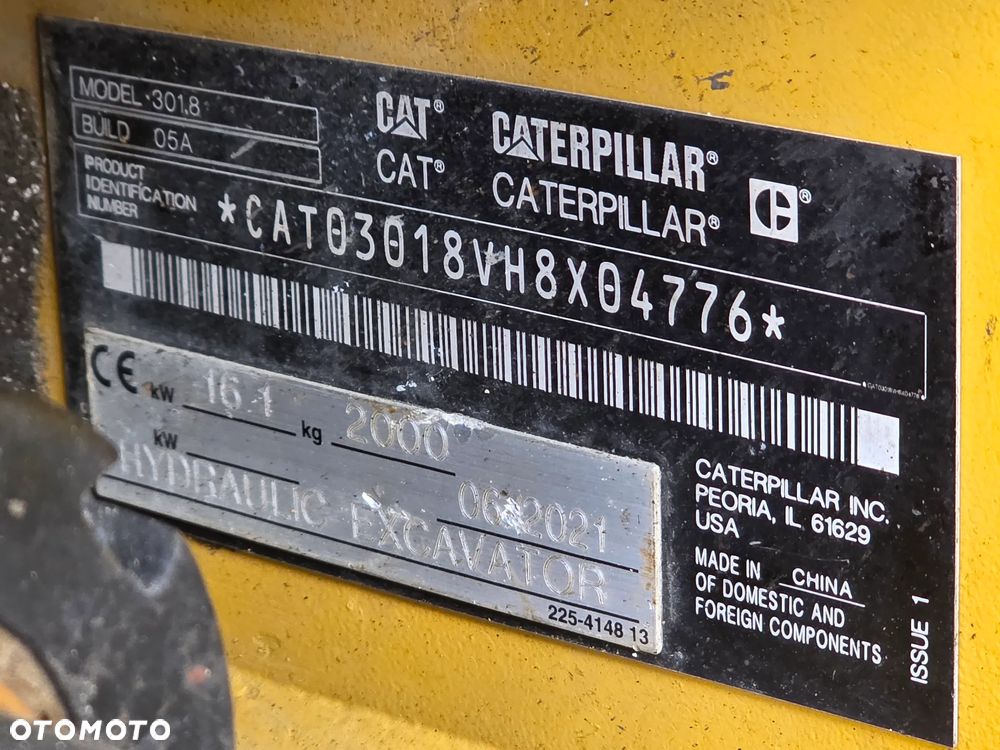 MODEL 301.8
BUILD 05A
CAT® CATERPILLAR®
CAT® CATERPILLAR®
PRODUCT
IDENTIFICATION
NUMBER
*CAT03018VH8X04776*
CE
kW 16.1 kg 2000
kW 06/2021
HYDRAULIC EXCAVATOR
225-4148 13
CATERPILLAR INC.
PEORIA, IL 61629
USA
MADE IN CHINA
OF DOMESTIC AND
FOREIGN COMPONENTS
ISSUE 1
OTOMOTO